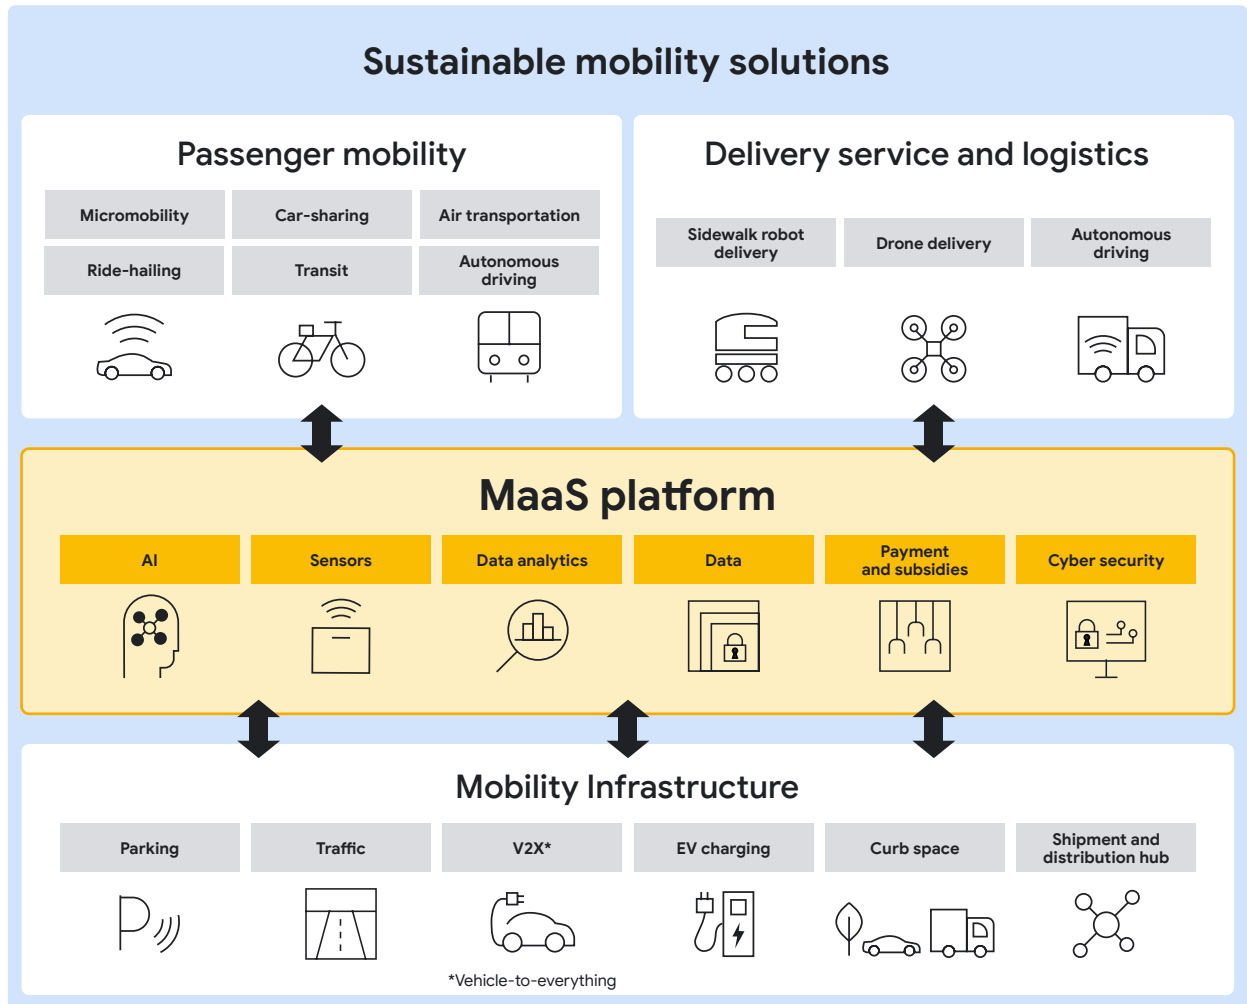 Sustainable mobility solutions
Passenger mobility
Micromobility
Car-sharing
Air transportation
Ride-hailing
Transit
Autonomous
driving
Delivery service and logistics
Sidewalk robot
delivery
Drone delivery
Autonomous
driving
MaaS platform
AI
Sensors
Data analytics
Data
Payment
and subsidies
Cyber security
Mobility Infrastructure
Parking
Traffic
V2X*
EV charging
Curb space
Shipment and
distribution hub
*Vehicle-to-everything